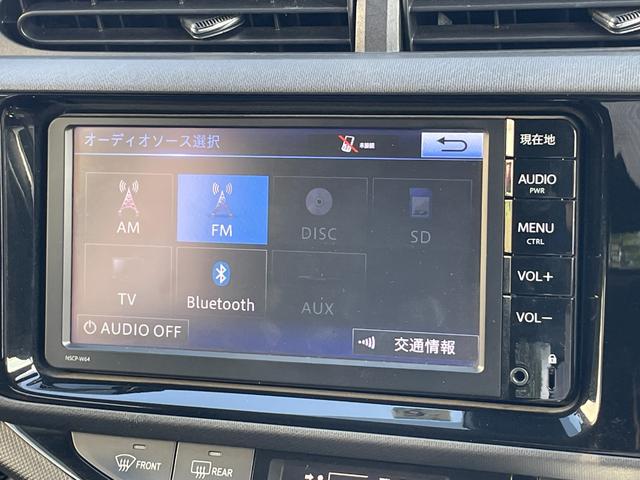 オーディオソース選択
未接続
現在地
AM
FM
DISC
SD
AUDIO
PWR
MENU
CTRL
TV
Bluetooth
AUX
VOL+
VOL−
AUDIO OFF
交通情報
NSCP-W64
FRONT
REAR